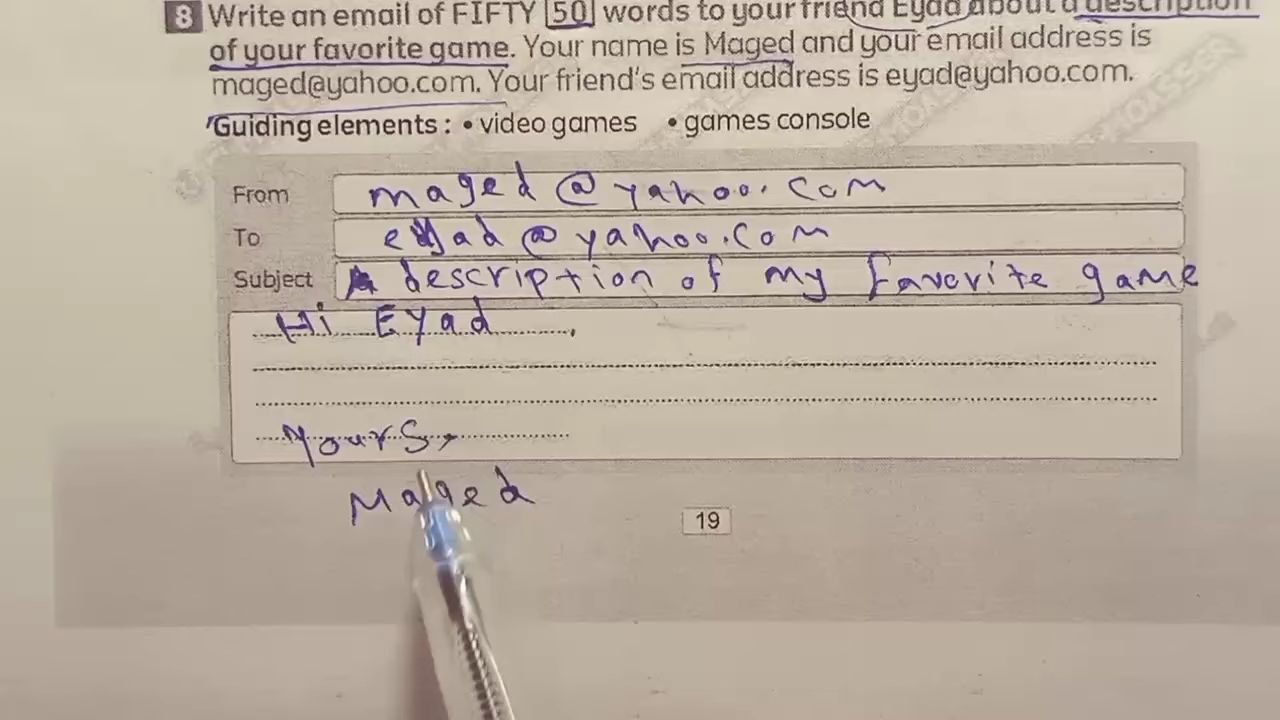 8 Write an email of FIFTY [50] words to your friend Eyad about a description
of your favorite game. Your name is Maged and your email address is
maged@yahoo.com. Your friend's email address is eyad@yahoo.com.
Guiding elements : • video games • games console
From maged@yahoo.com
To eyad@yahoo.com
Subject A description of my favorite game
Hi Eyad ,
Yours,
Maged
19